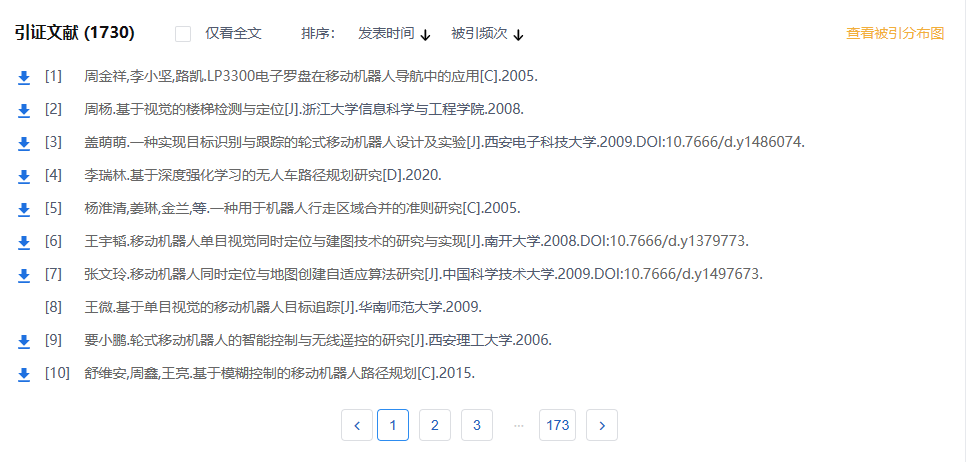 引证文献 (1730) 仅看全文 排序： 发表时间 被引频次 查看被引分布图
[1] 周金祥,李小坚,路凯.LP3300电子罗盘在移动机器人导航中的应用[C].2005.
[2] 周杨.基于视觉的楼梯检测与定位[J].浙江大学信息科学与工程学院.2008.
[3] 盖萌萌.一种实现目标识别与跟踪的轮式移动机器人设计及实验[J].西安电子科技大学.2009.DOI:10.7666/d.y1486074.
[4] 李瑞林.基于深度强化学习的无人车路径规划研究[D].2020.
[5] 杨淮清,姜琳,金兰,等.一种用于机器人行走区域合并的准则研究[C].2005.
[6] 王宇韬.移动机器人单目视觉同时定位与建图技术的研究与实现[J].南开大学.2008.DOI:10.7666/d.y1379773.
[7] 张文玲.移动机器人同时定位与地图创建自适应算法研究[J].中国科学技术大学.2009.DOI:10.7666/d.y1497673.
[8] 王微.基于单目视觉的移动机器人目标追踪[J].华南师范大学.2009.
[9] 要小鹏.轮式移动机器人的智能控制与无线遥控的研究[J].西安理工大学.2006.
[10] 舒维安,周鑫,王亮.基于模糊控制的移动机器人路径规划[C].2015.
1 2 3 ··· 173